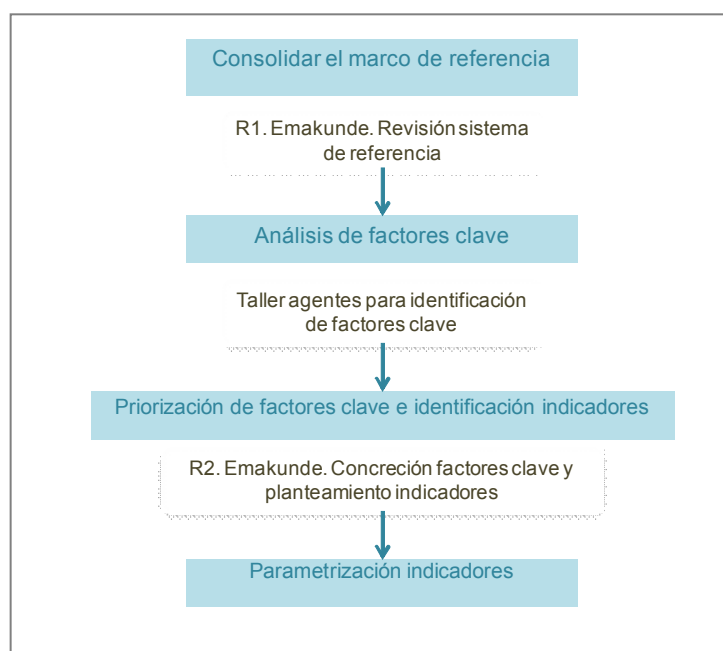 Consolidar el marco de referencia
R1. Emakunde. Revisión sistema
de referencia
Análisis de factores clave
Taller agentes para identificación
de factores clave
Priorización de factores clave e identificación indicadores
R2. Emakunde. Concreción factores clave y
planteamiento indicadores
Parametrización indicadores